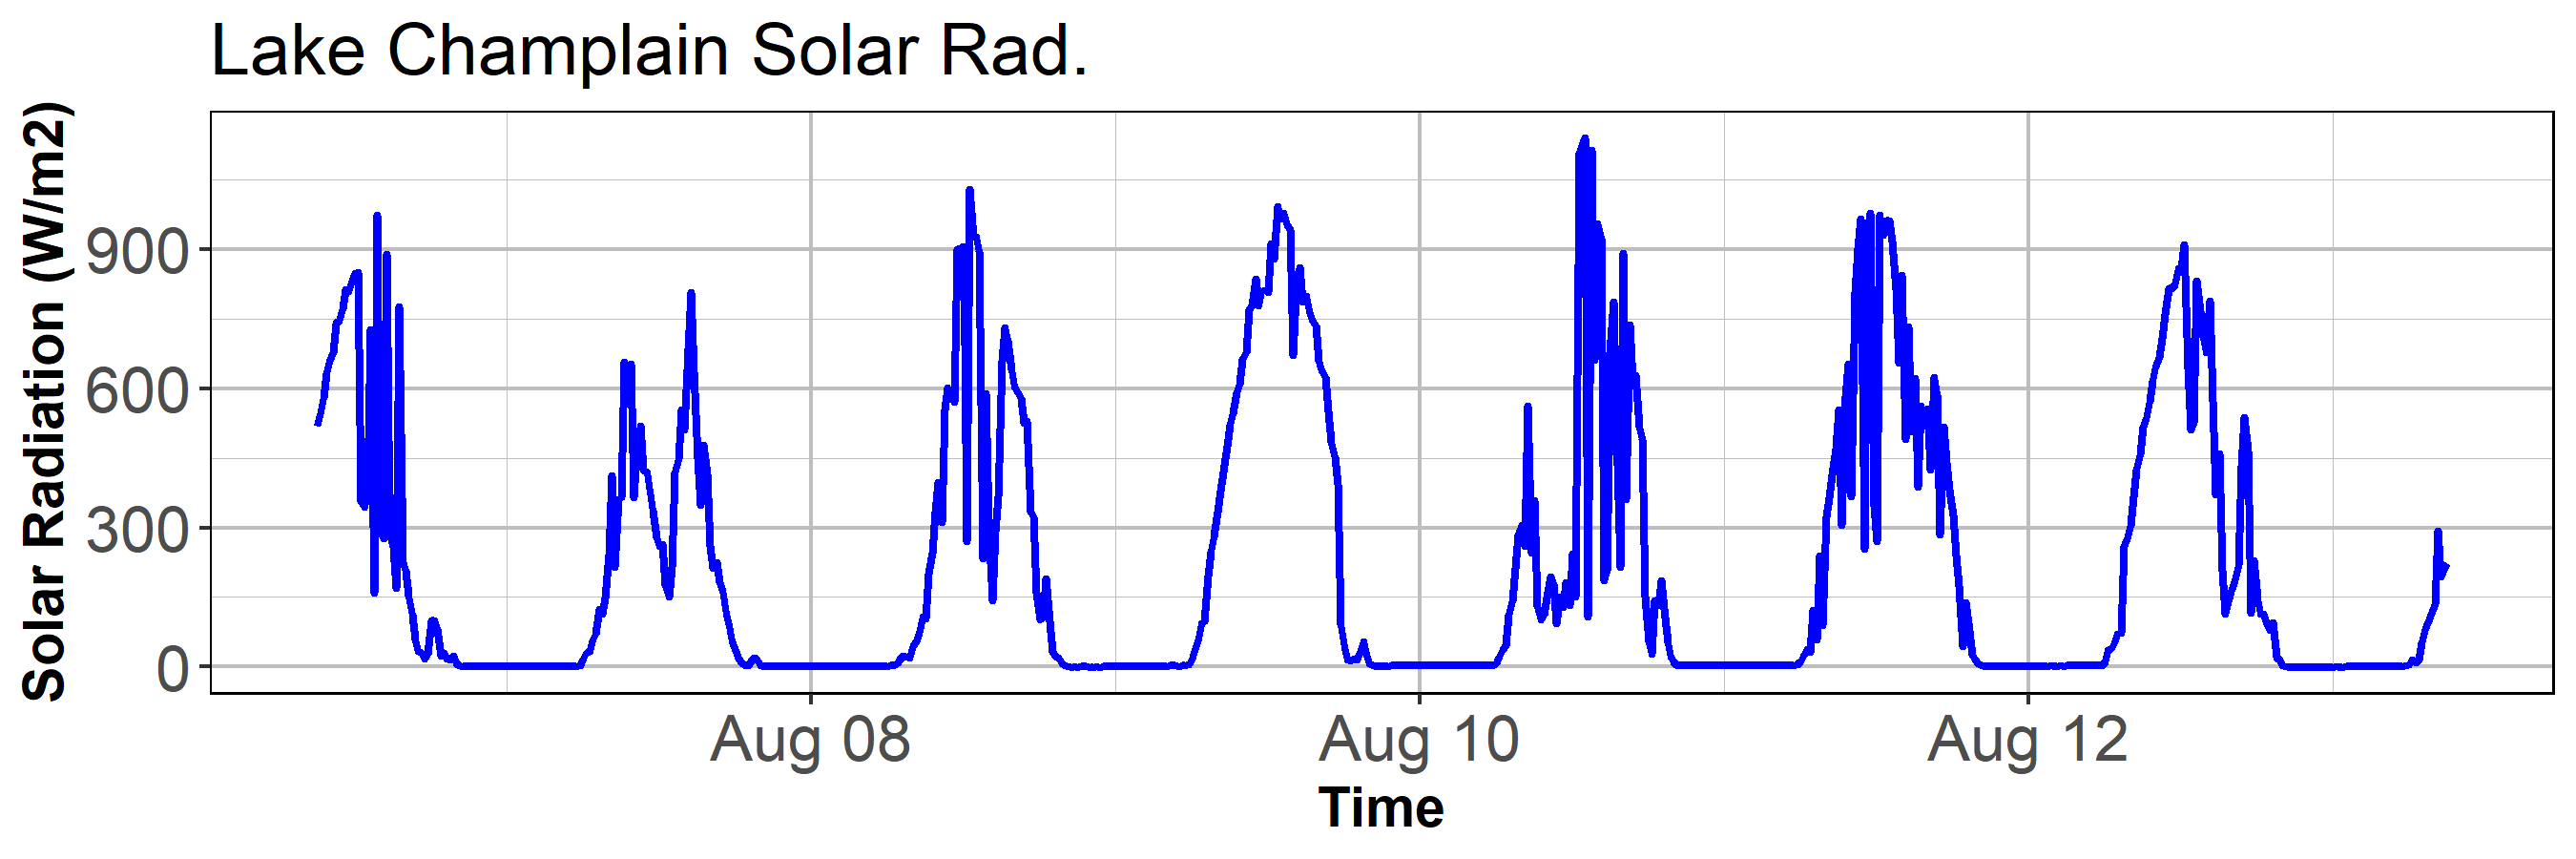 Lake Champlain Solar Rad.
Solar Radiation (W/m2)
900
600
300
0
Aug 08
Aug 10
Aug 12
Time